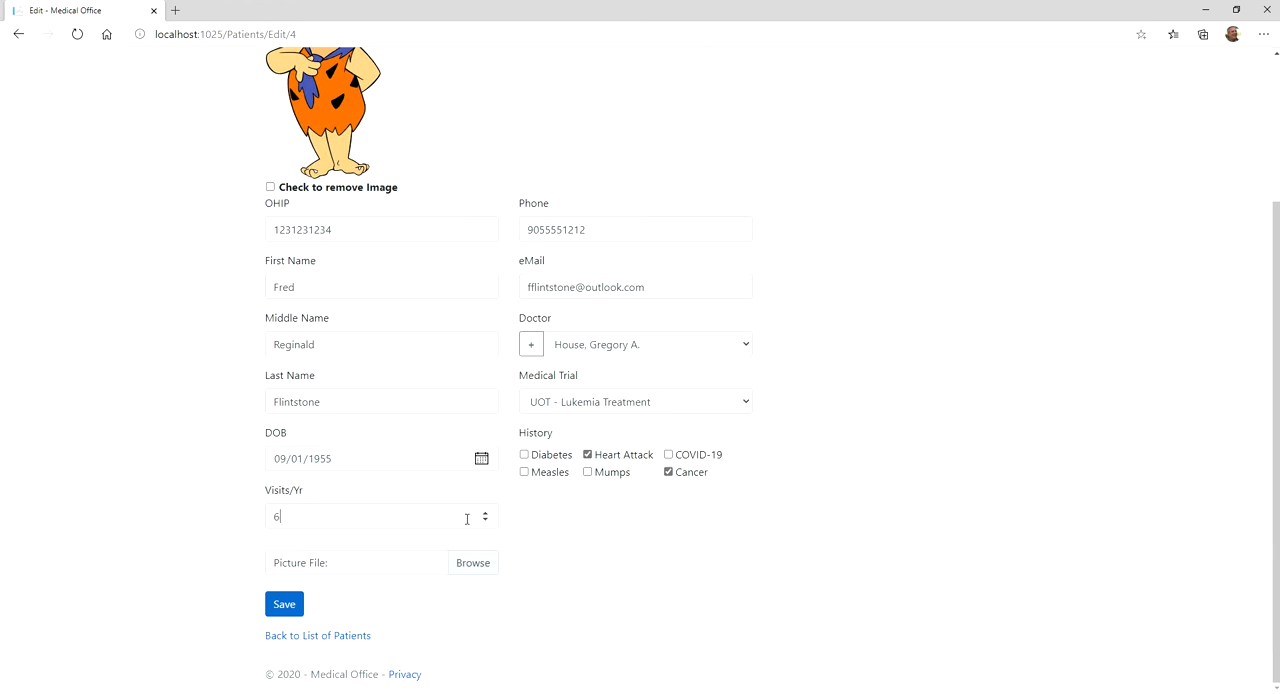 Edit - Medical Office
localhost:1025/Patients/Edit/4
Check to remove Image
OHIP
1231231234
First Name
Fred
Middle Name
Reginald
Last Name
Flintstone
DOB
09/01/1955
Visits/Yr
6
Picture File:
Browse
Phone
9055551212
eMail
fflintstone@outlook.com
Doctor
+ House, Gregory A.
Medical Trial
UOT - Lukemia Treatment
History
Diabetes Heart Attack COVID-19
Measles Mumps Cancer
Save
Back to List of Patients
© 2020 - Medical Office - Privacy